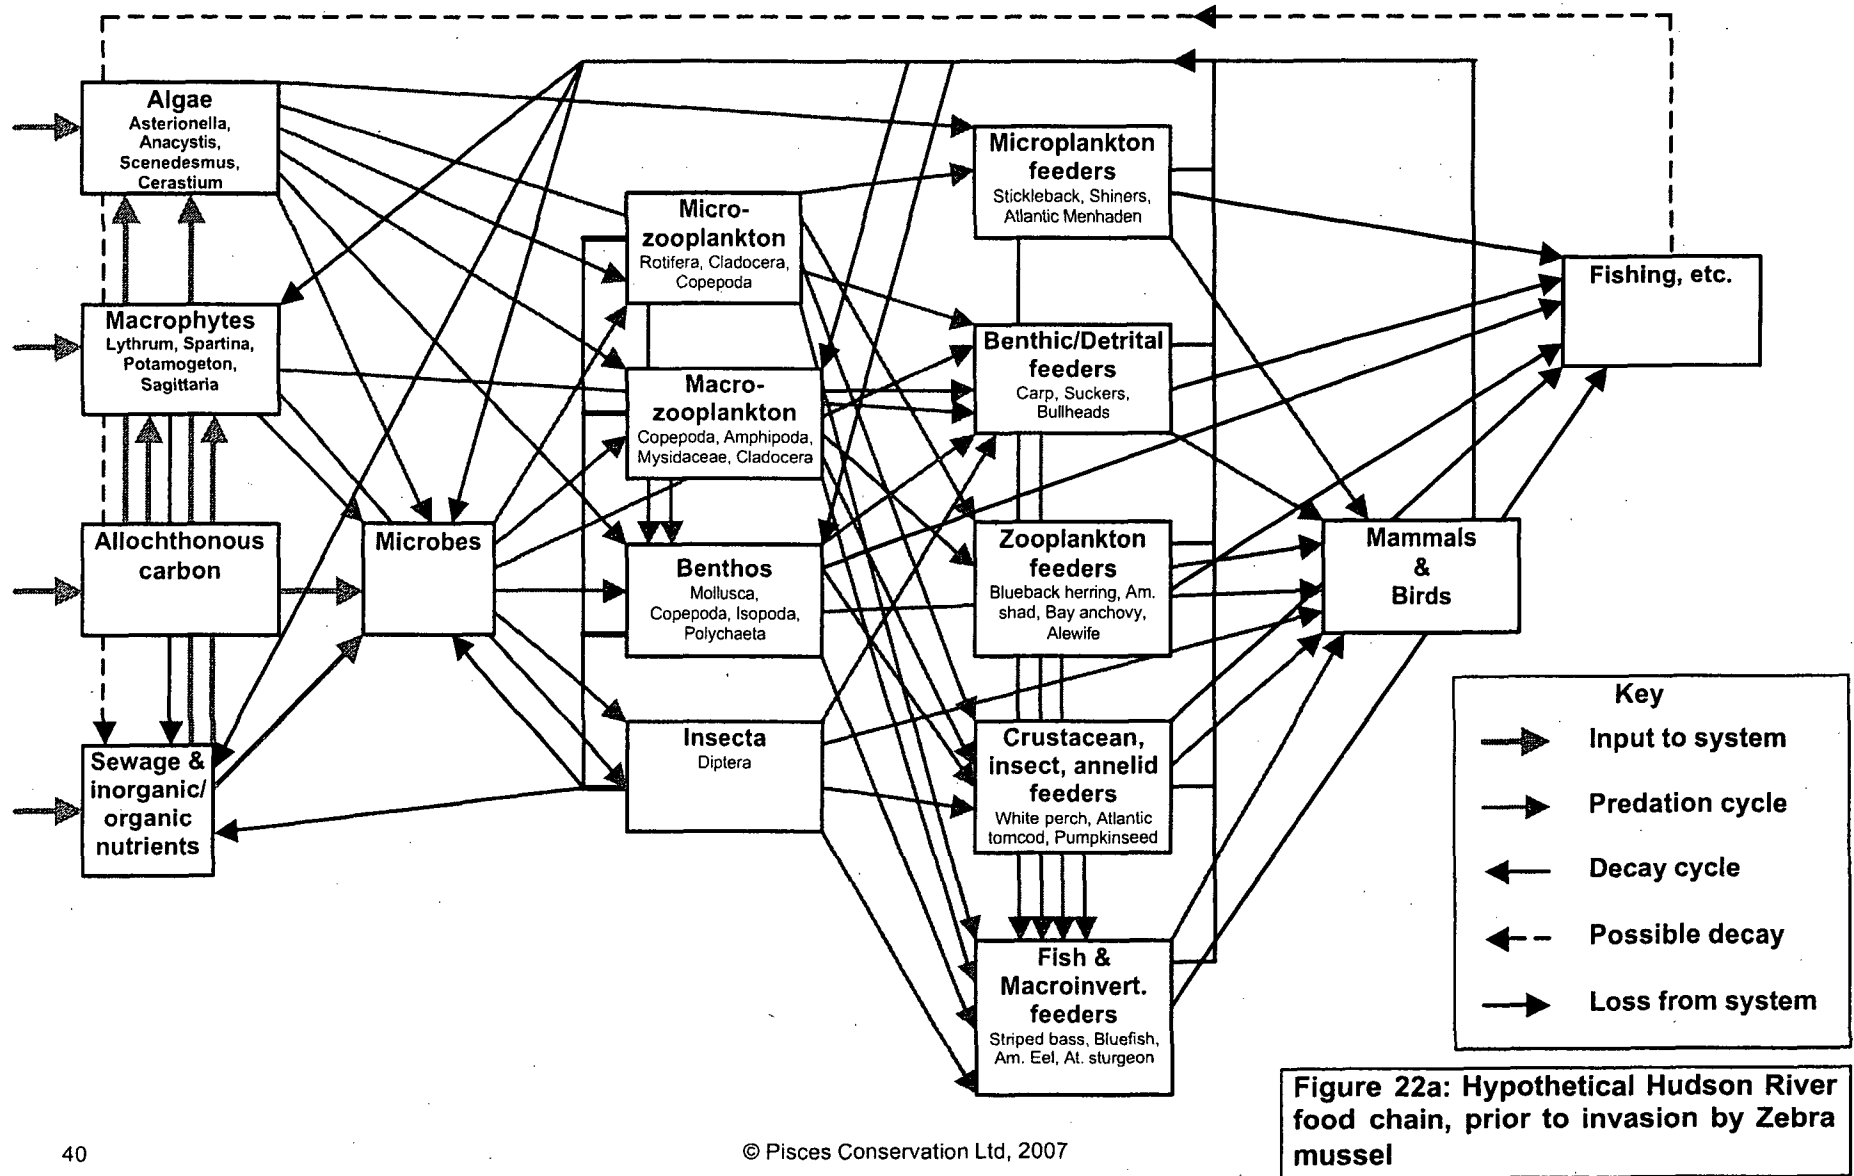 Algae
Asterionella,
Anacystis,
Scenedesmus,
Cerastium
Macrophytes
Lythrum, Spartina,
Potamogeton,
Sagittaria
Allochthonous
carbon
Sewage &
inorganic/
organic
nutrients
Microbes
Micro-
zooplankton
Rotifera, Cladocera,
Copepoda
Macro-
zooplankton
Copepoda, Amphipoda,
Mysidaceae, Cladocera
Benthos
Mollusca,
Copepoda, Isopoda,
Polychaeta
Insecta
Diptera
Microplankton
feeders
Stickleback, Shiners,
Atlantic Menhaden
Benthic/Detrital
feeders
Carp, Suckers,
Bullheads
Zooplankton
feeders
Blueback herring, Am.
shad, Bay anchovy,
Alewife
Crustacean,
insect, annelid
feeders
White perch, Atlantic
tomcod, Pumpkinseed
Fish &
Macroinvert.
feeders
Striped bass, Bluefish,
Am. Eel, At. sturgeon
Mammals
&
Birds
Fishing, etc.
Key
Input to system
Predation cycle
Decay cycle
Possible decay
Loss from system
Figure 22a: Hypothetical Hudson River
food chain, prior to invasion by Zebra
mussel
40
© Pisces Conservation Ltd, 2007